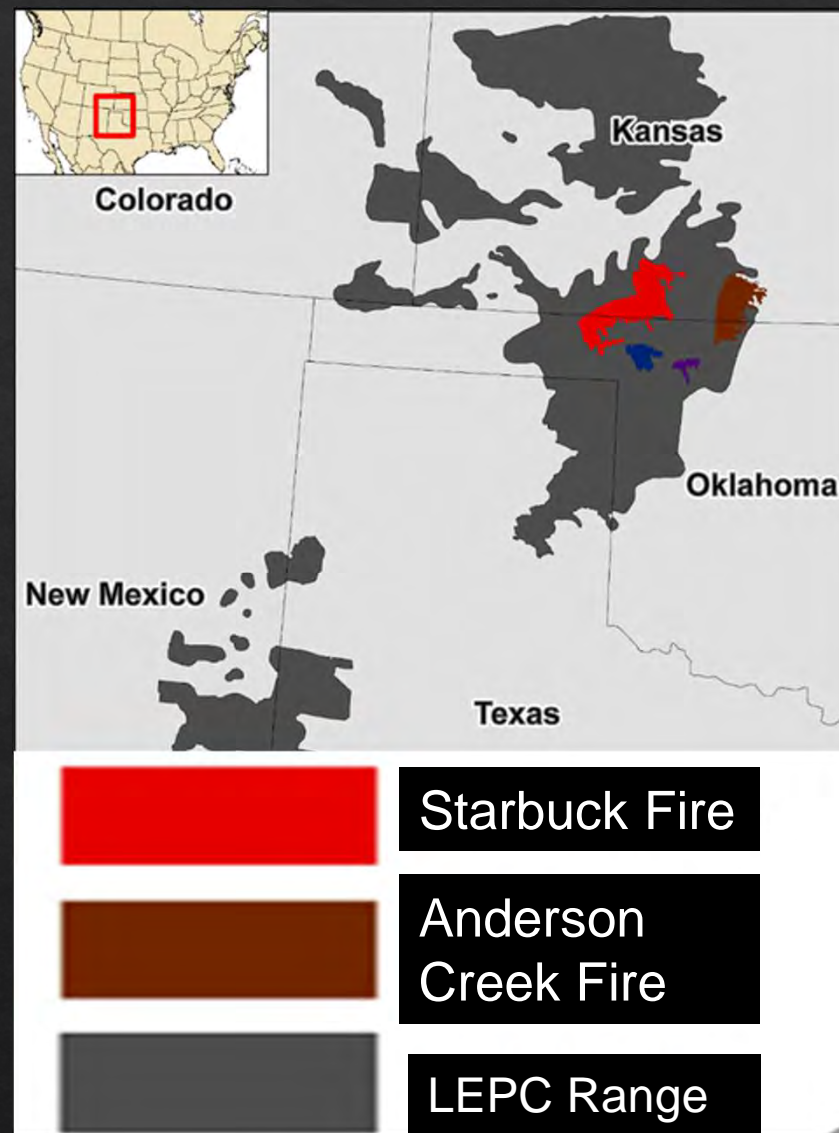 Kansas
Colorado
Oklahoma
New Mexico
Texas
Starbuck Fire
Anderson
Creek Fire
LEPC Range